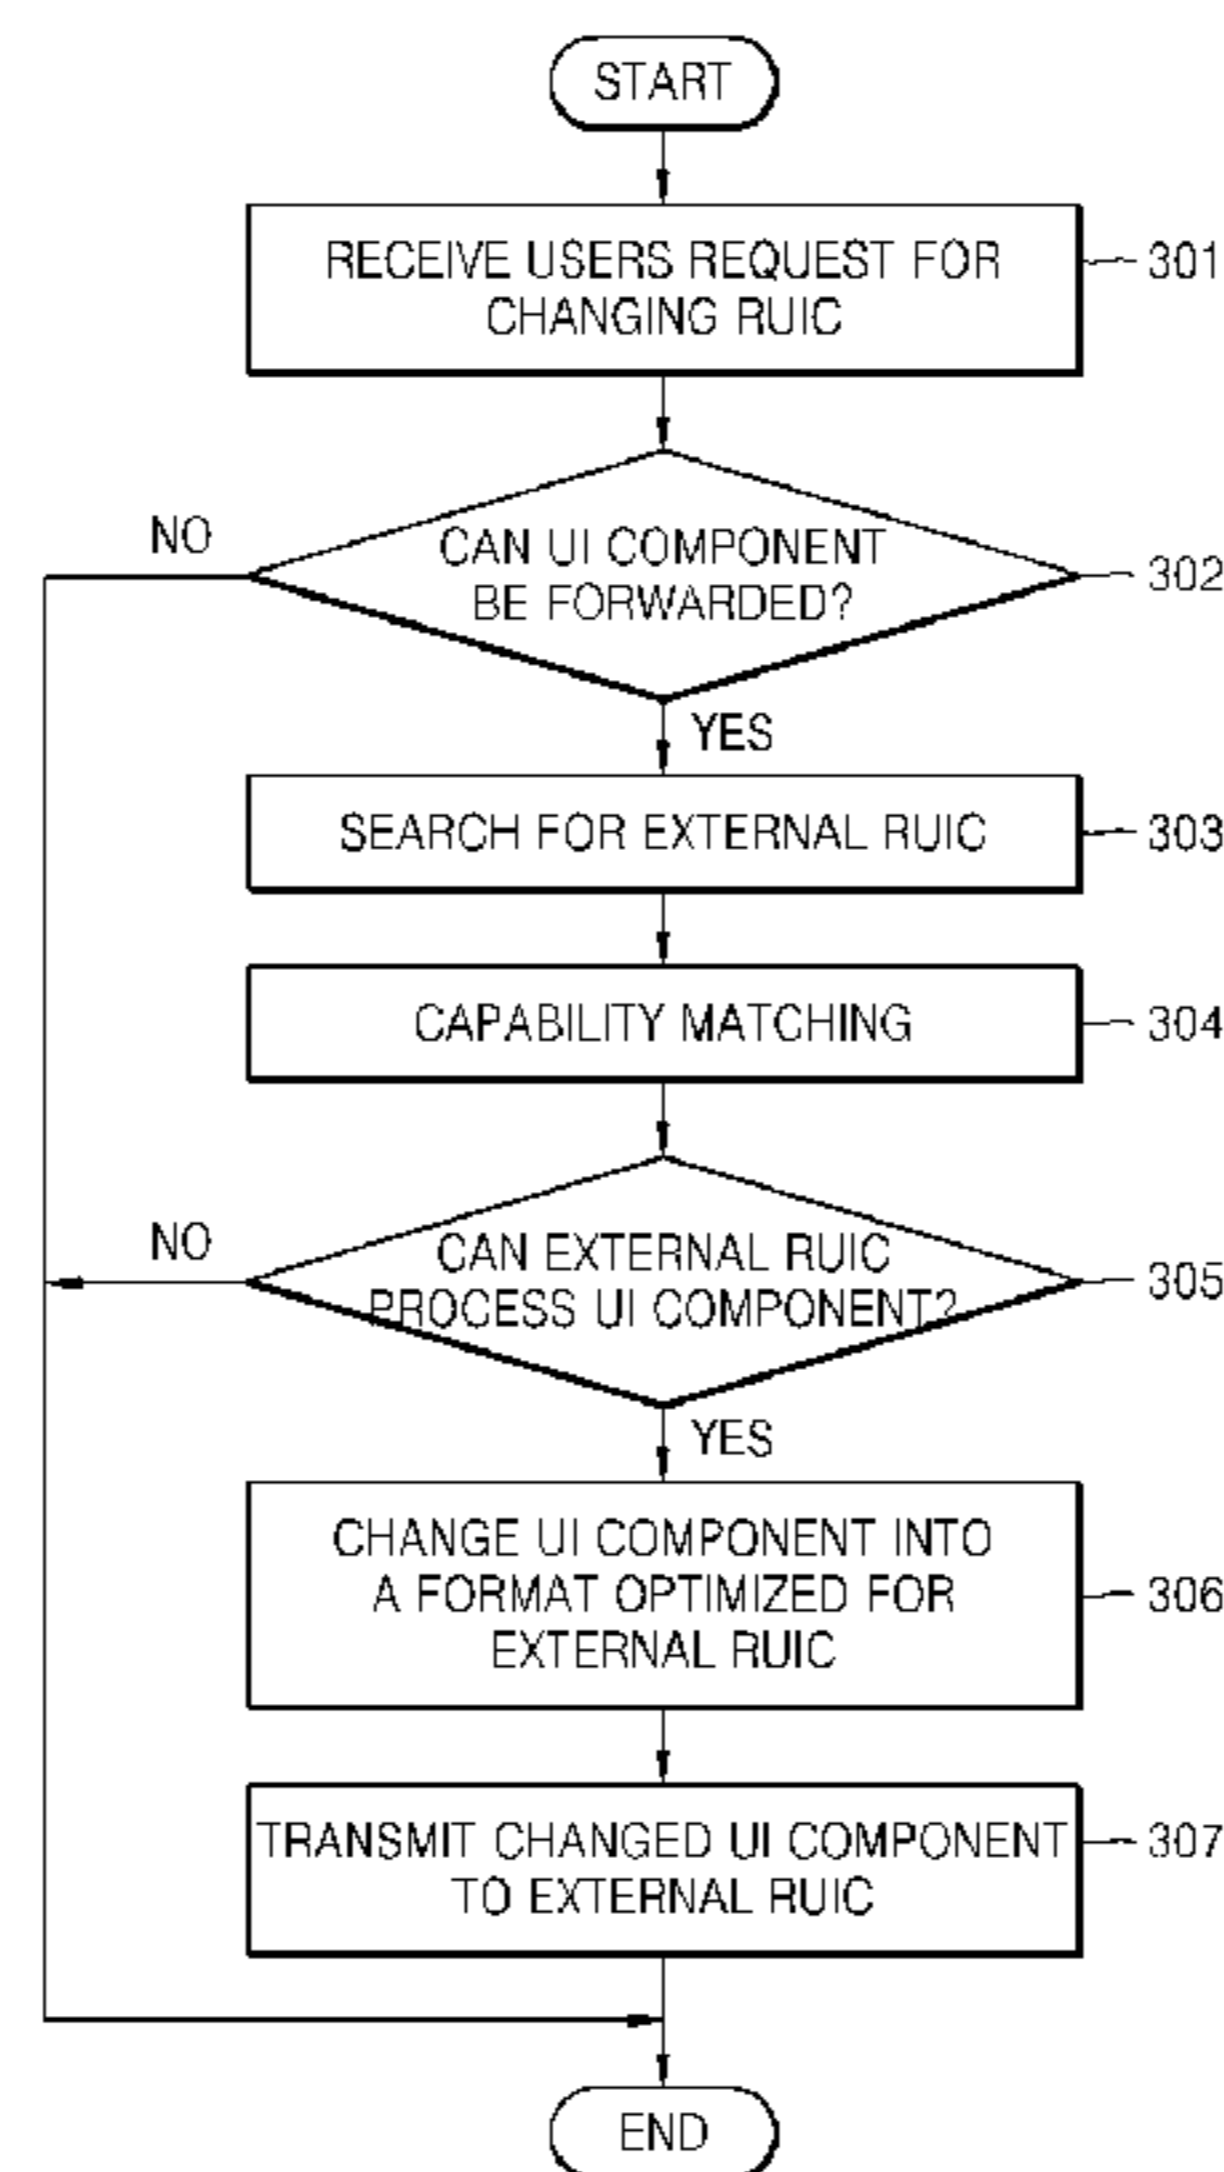 START
RECEIVE USERS REQUEST FOR
CHANGING RUIC
301
NO
CAN UI COMPONENT
BE FORWARDED?
302
YES
SEARCH FOR EXTERNAL RUIC
303
CAPABILITY MATCHING
304
NO
CAN EXTERNAL RUIC
PROCESS UI COMPONENT?
305
YES
CHANGE UI COMPONENT INTO
A FORMAT OPTIMIZED FOR
EXTERNAL RUIC
306
TRANSMIT CHANGED UI COMPONENT
TO EXTERNAL RUIC
307
END